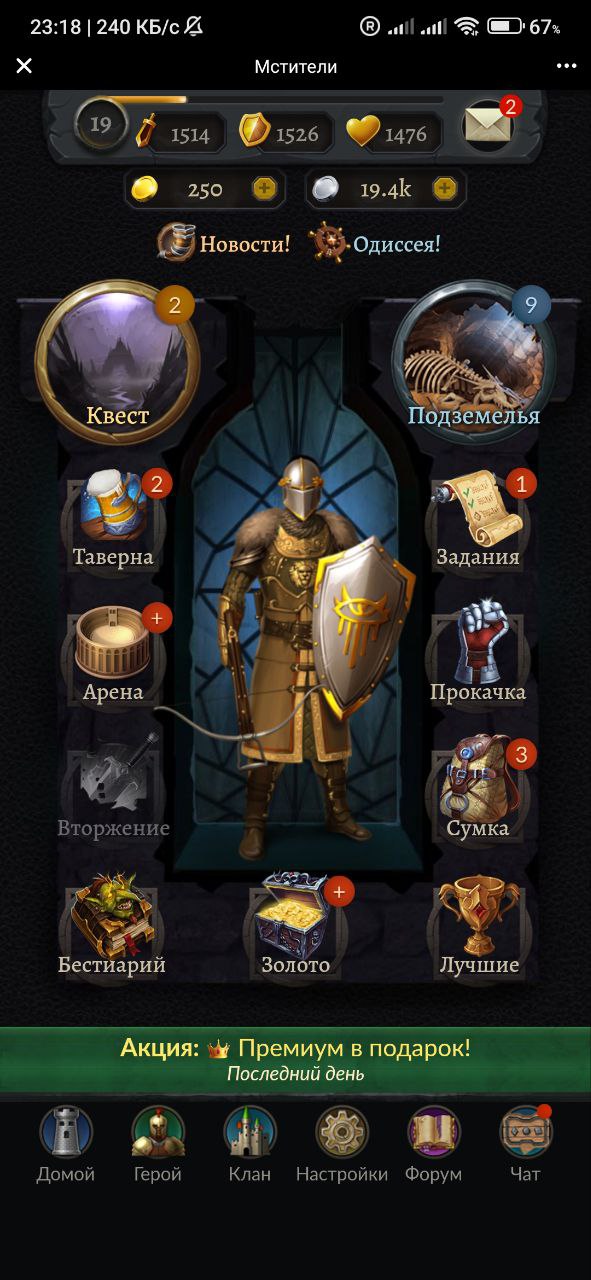 23:18 | 240 КБ/с
R
67%
Мстители
19
1514
1526
1476
2
250
19.4k
Новости!
Одиссея!
2
9
Квест
Подземелья
2
1
Таверна
Задания
+
Арена
Прокачка
3
Вторжение
Сумка
+
Бестиарий
Золото
Лучшие
Акция: Премиум в подарок!
Последний день
Домой
Герой
Клан
Настройки
Форум
Чат